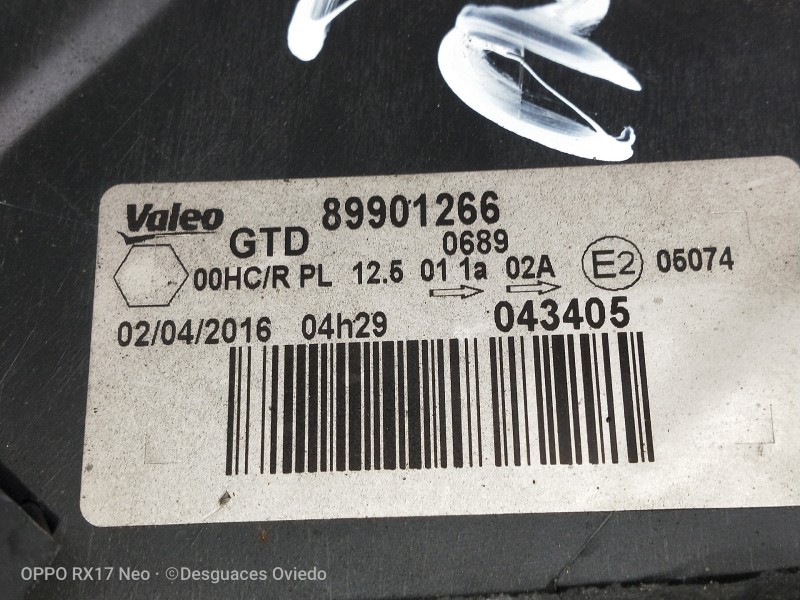 Valeo 89901266
GTD 0689
00HC/R PL 12.5 01 1a 02A E2 05074
02/04/2016 04h29 043405
OPPO RX17 Neo · ©Desguaces Oviedo